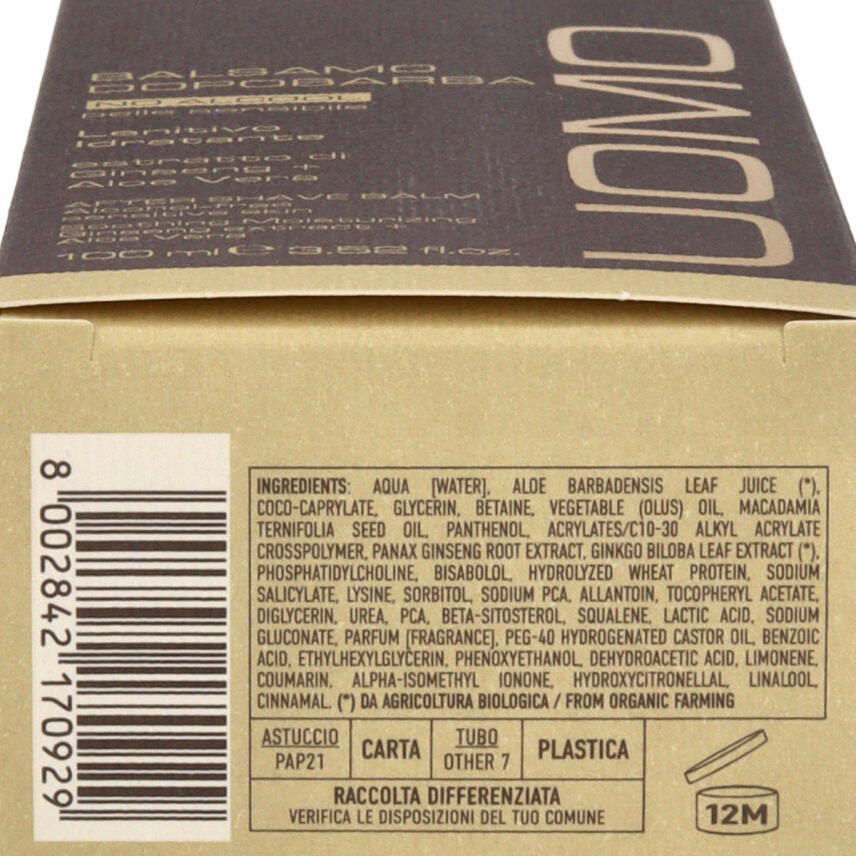 UOMO
BALSAMO
DOPOBARBA
NO ALCOOL
pelle sensibile
Lenitivo
Idratante
estratto di
Ginseng +
Aloe Vera
AFTER SHAVE BALM
Alcohol free
sensitive skin
Soothing Moisturizing
Ginseng extract +
Aloe Vera
100 ml ℮ 3.52 fl.oz.
8 002842 170929
INGREDIENTS: AQUA [WATER], ALOE BARBADENSIS LEAF JUICE (*),
COCO-CAPRYLATE, GLYCERIN, BETAINE, VEGETABLE (OLUS) OIL, MACADAMIA
TERNIFOLIA SEED OIL, PANTHENOL, ACRYLATES/C10-30 ALKYL ACRYLATE
CROSSPOLYMER, PANAX GINSENG ROOT EXTRACT, GINKGO BILOBA LEAF EXTRACT (*),
PHOSPHATIDYLCHOLINE, BISABOLOL, HYDROLYZED WHEAT PROTEIN, SODIUM
SALICYLATE, LYSINE, SORBITOL, SODIUM PCA, ALLANTOIN, TOCOPHERYL ACETATE,
DIGLYCERIN, UREA, PCA, BETA-SITOSTEROL, SQUALENE, LACTIC ACID, SODIUM
GLUCONATE, PARFUM [FRAGRANCE], PEG-40 HYDROGENATED CASTOR OIL, BENZOIC
ACID, ETHYLHEXYLGLYCERIN, PHENOXYETHANOL, DEHYDROACETIC ACID, LIMONENE,
COUMARIN, ALPHA-ISOMETHYL IONONE, HYDROXYCITRONELLAL, LINALOOL,
CINNAMAL. (*) DA AGRICOLTURA BIOLOGICA / FROM ORGANIC FARMING
ASTUCCIO
PAP21
CARTA
TUBO
OTHER 7
PLASTICA
RACCOLTA DIFFERENZIATA
VERIFICA LE DISPOSIZIONI DEL TUO COMUNE
12M